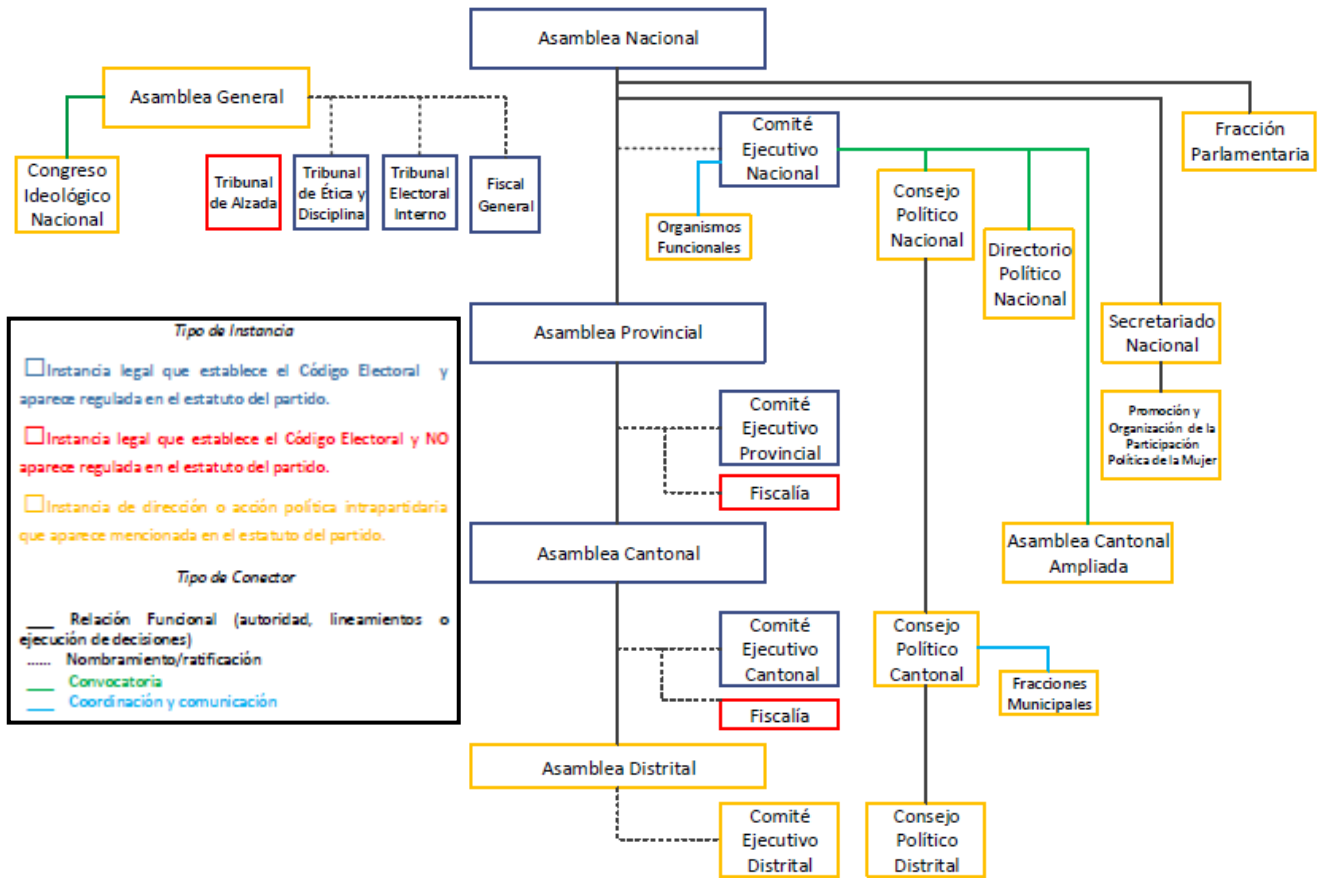 Asamblea Nacional
Asamblea General
Congreso
Ideológico
Nacional
Tribunal
de Alzada
Tribunal
de Ética y
Disciplina
Tribunal
Electoral
Interno
Fiscal
General
Comité
Ejecutivo
Nacional
Organismos
Funcionales
Consejo
Político
Nacional
Directorio
Político
Nacional
Fracción
Parlamentaria
Secretariado
Nacional
Promoción y
Organización de la
Participación
Política de la Mujer
Asamblea Cantonal
Ampliada
Asamblea Provincial
Comité
Ejecutivo
Provincial
Fiscalía
Asamblea Cantonal
Comité
Ejecutivo
Cantonal
Fiscalía
Consejo
Político
Cantonal
Fracciones
Municipales
Asamblea Distrital
Comité
Ejecutivo
Distrital
Consejo
Político
Distrital
Tipo de Instancia
Instancia legal que establece el Código Electoral y
aparece regulada en el estatuto del partido.
Instancia legal que establece el Código Electoral y NO
aparece regulada en el estatuto del partido.
Instancia de dirección o acción política intrapartidaria
que aparece mencionada en el estatuto del partido.
Tipo de Conector
___ Relación Funcional (autoridad, lineamientos o
ejecución de decisiones)
...... Nombramiento/ratificación
___ Convocatoria
___ Coordinación y comunicación